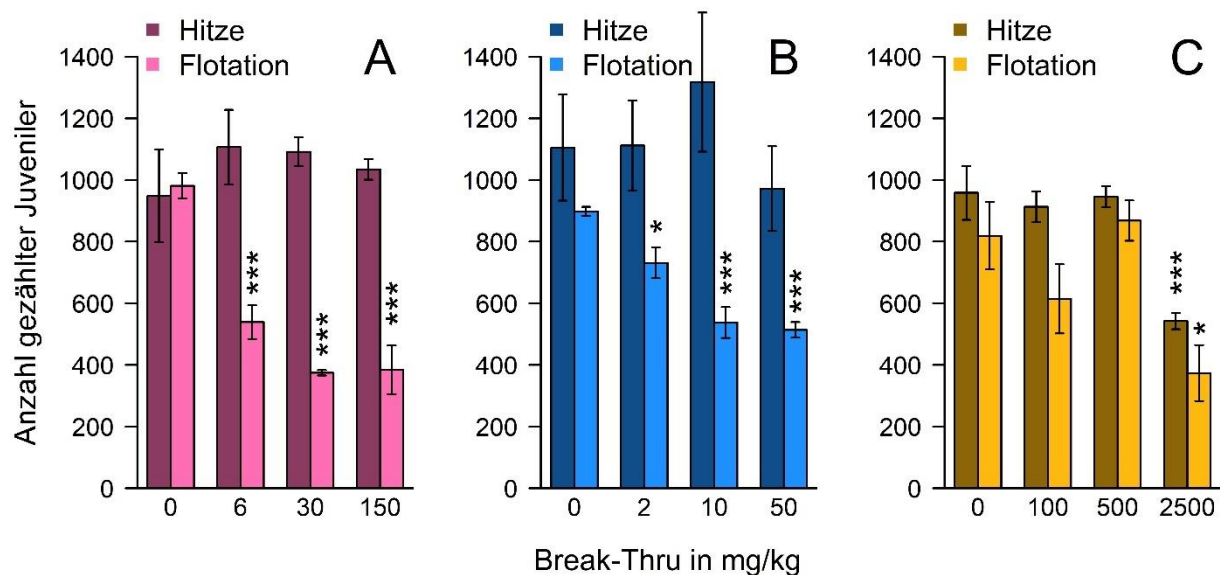 Anzahl gezählter Juveniler
Hitze
Flotation
A
1400
1200
1000
800
600
400
200
0
***
***
***
0 6 30 150
Hitze
Flotation
B
1400
1200
1000
800
600
400
200
0
*
***
***
0 2 10 50
Hitze
Flotation
C
1400
1200
1000
800
600
400
200
0
***
*
0 100 500 2500
Break-Thru in mg/kg